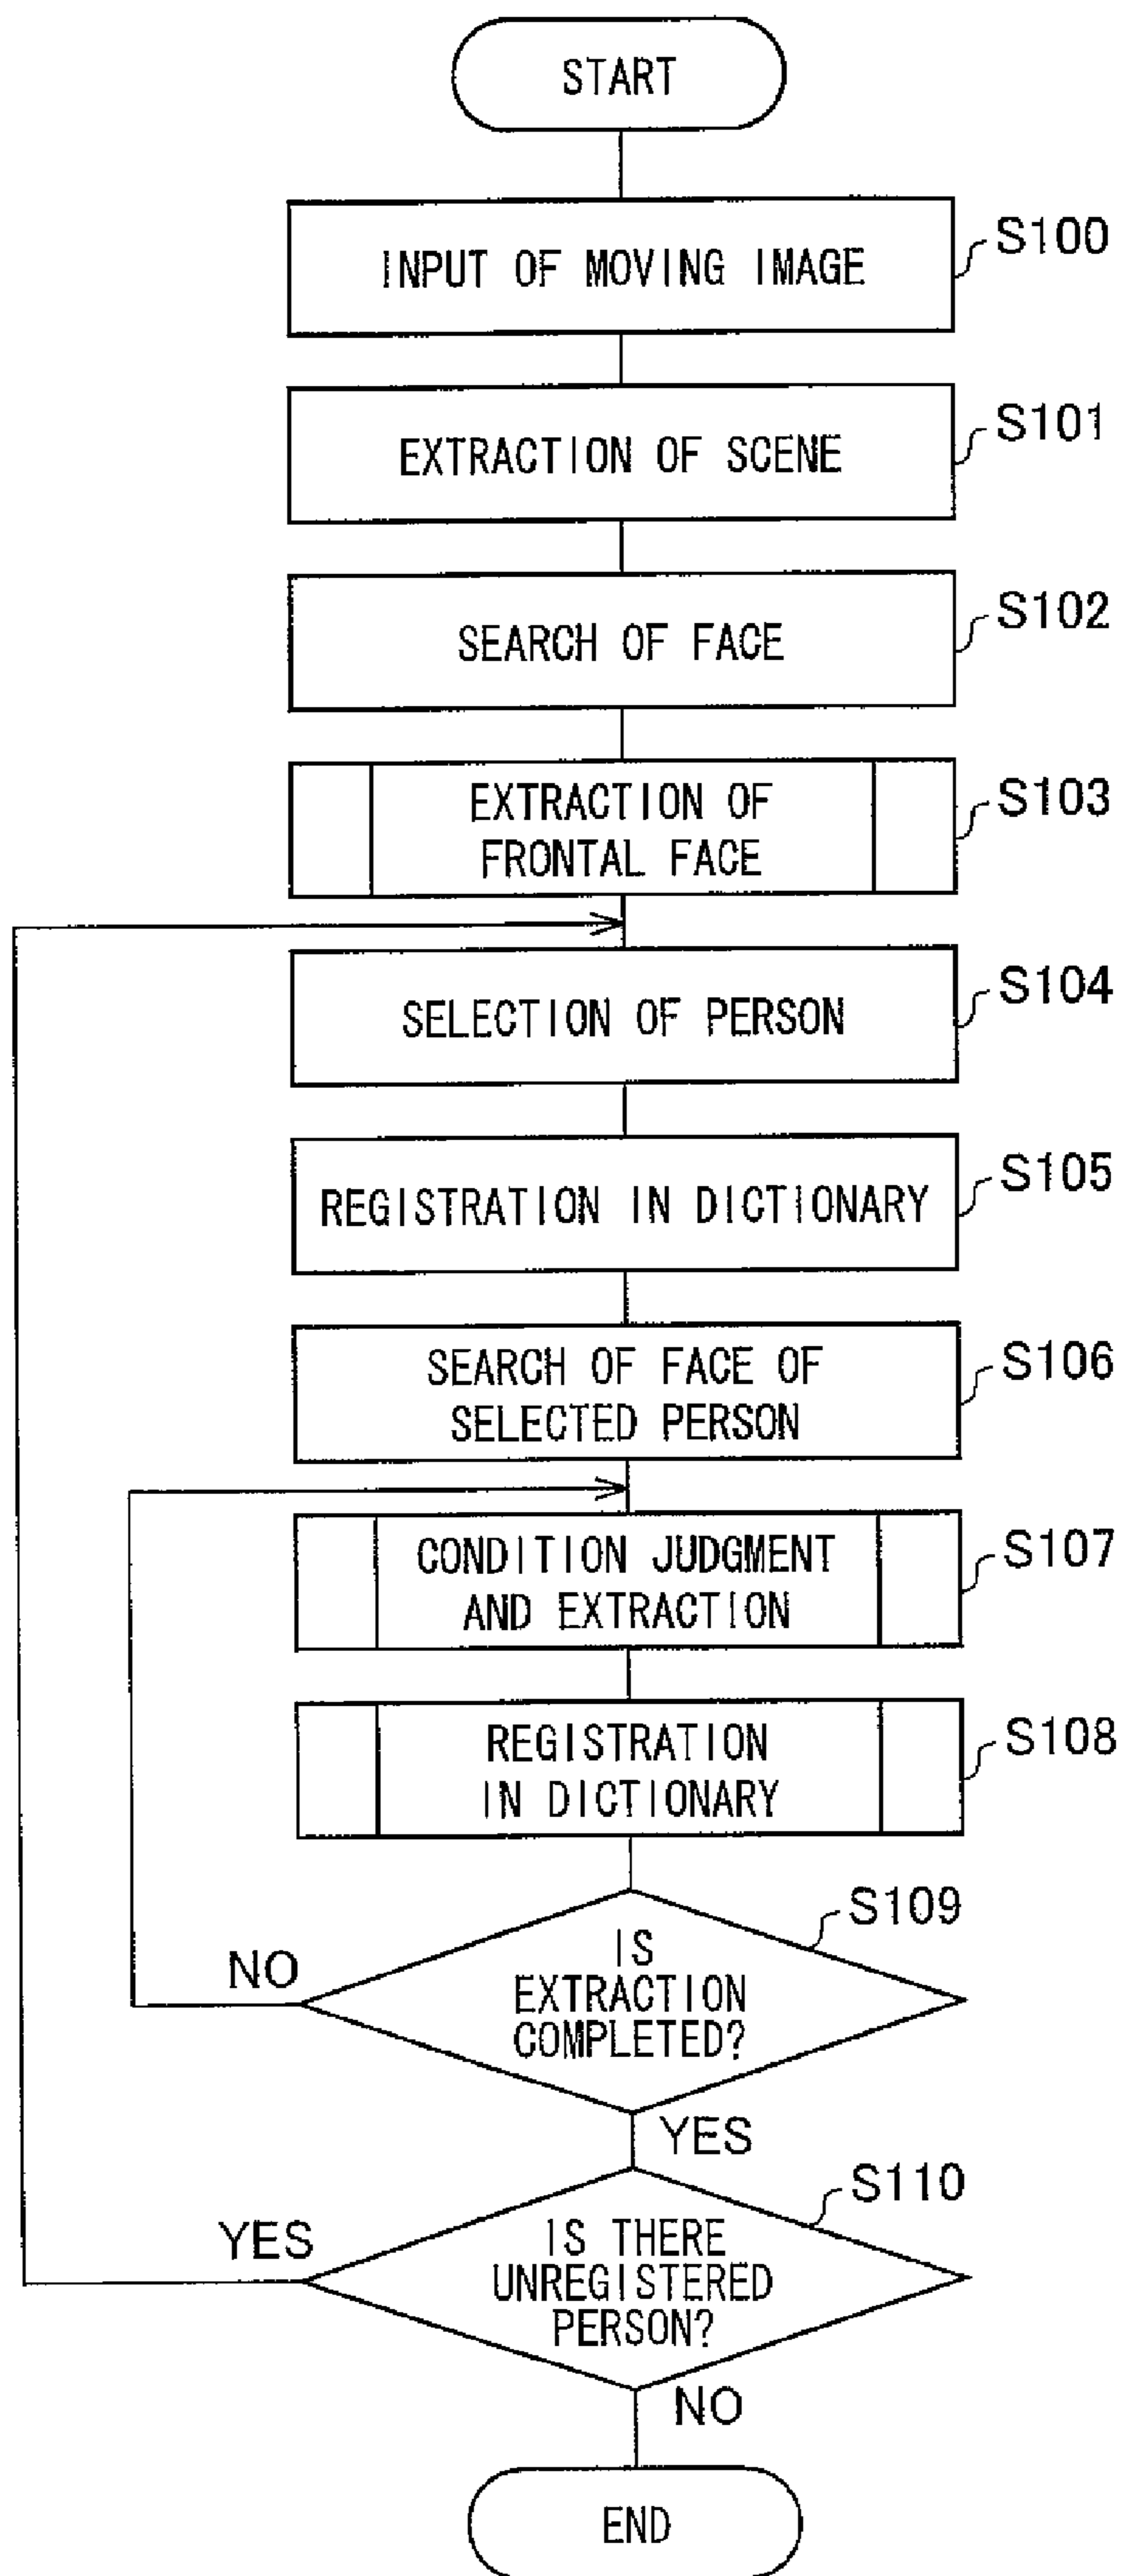 START
INPUT OF MOVING IMAGE
S100
EXTRACTION OF SCENE
S101
SEARCH OF FACE
S102
EXTRACTION OF
FRONTAL FACE
S103
SELECTION OF PERSON
S104
REGISTRATION IN DICTIONARY
S105
SEARCH OF FACE OF
SELECTED PERSON
S106
CONDITION JUDGMENT
AND EXTRACTION
S107
REGISTRATION
IN DICTIONARY
S108
S109
IS
EXTRACTION
COMPLETED?
NO
YES
S110
IS THERE
UNREGISTERED
PERSON?
YES
NO
END